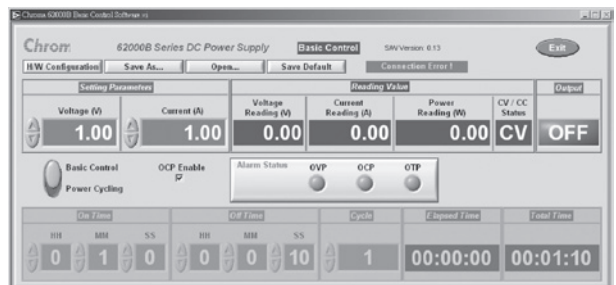 Chroma 62000B Basic Control Software v1
Chrom 62000B Series DC Power Supply Basic Control S/W Version: 6.13 Exit
H/W Configuration Save As... Open... Save Default Connection Error !
Setting Parameters Reading Value Output
Voltage (V) Current (A) Voltage Reading (V) Current Reading (A) Power Reading (W) CV / CC Status
1.00 1.00 0.00 0.00 0.00 CV OFF
Basic Control OCP Enable Alarm Status OVP OCP OTP
Power Cycling
On Time Off Time Cycle Elapsed Time Total Time
HH MM SS HH MM SS
0 1 0 0 0 10 1 00:00:00 00:01:10